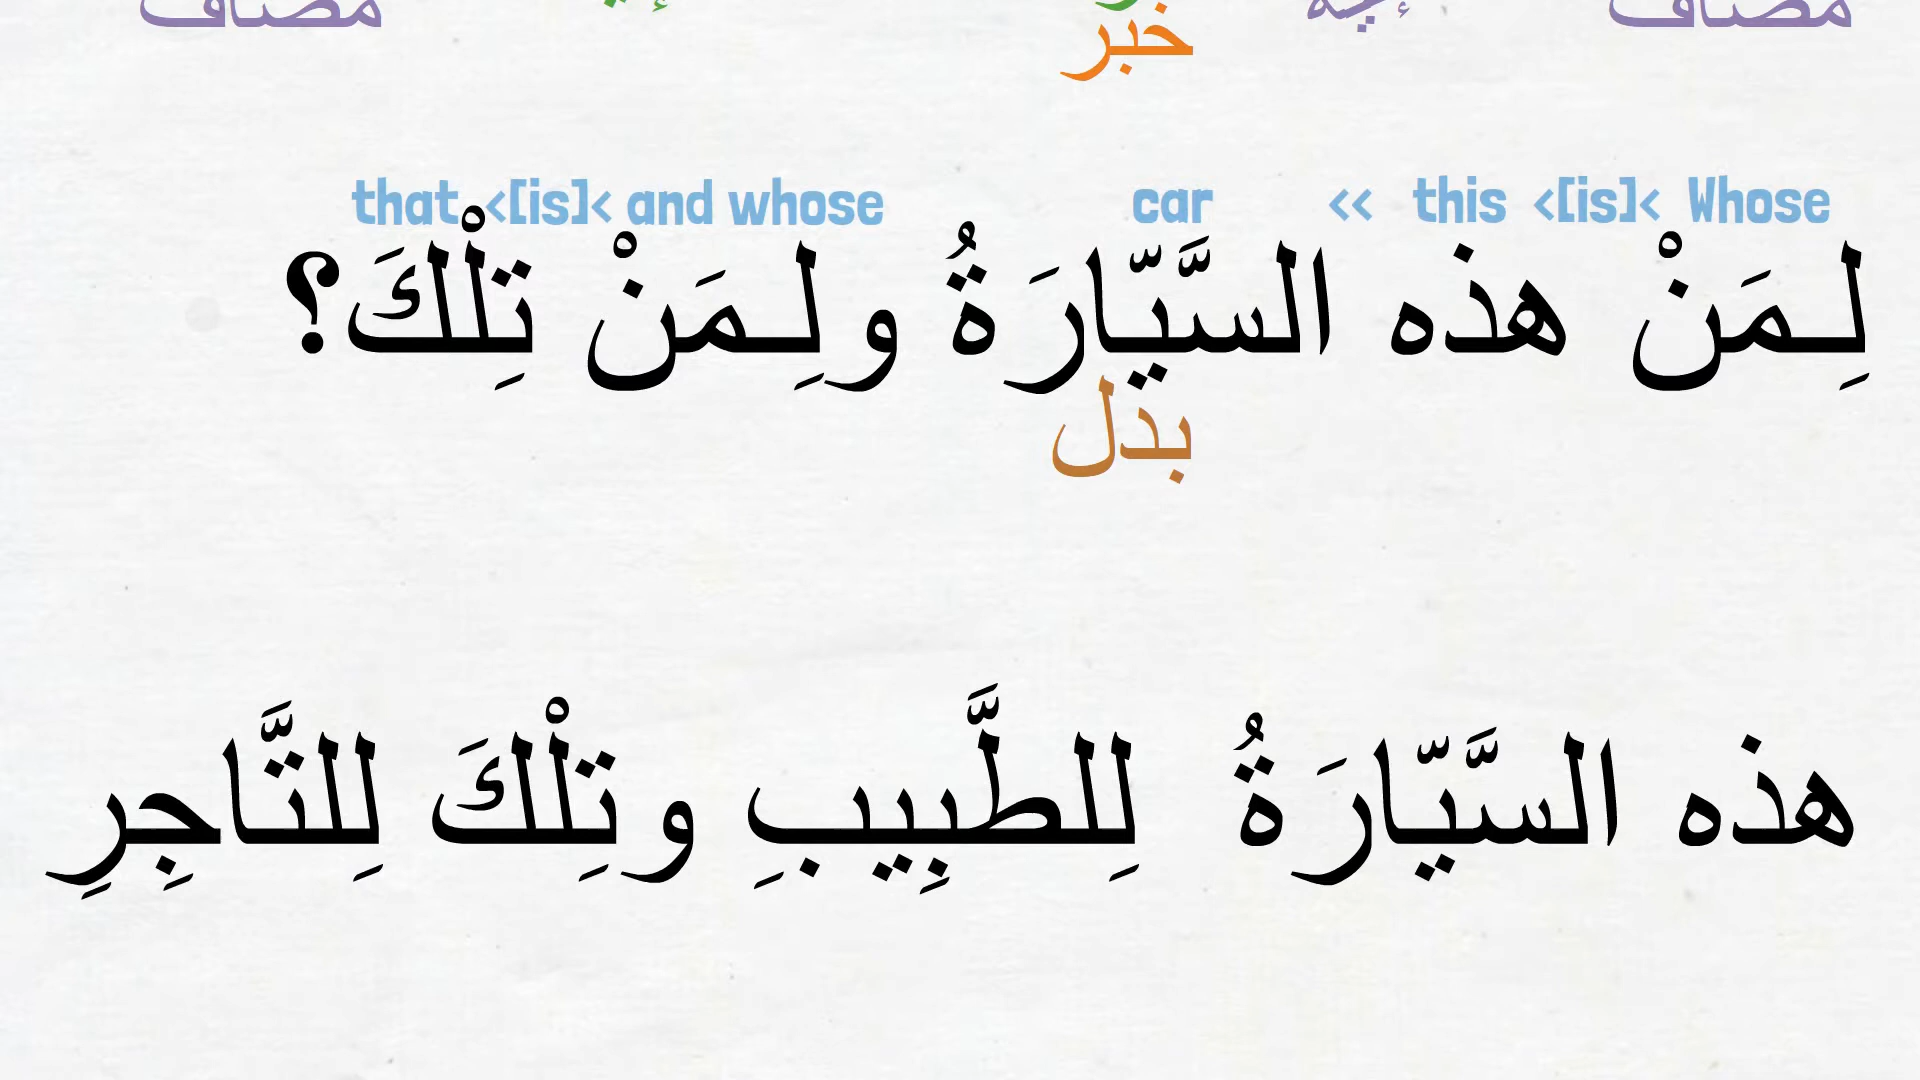 مضاف
خبر
Whose <[is]< this << car and whose <[is]< that
لِـمَنْ هذه السَّيّارَةُ ولِـمَنْ تِلْكَ؟
بدل
هذه السَّيّارَةُ لِلطَّبِيبِ وتِلْكَ لِلتَّاجِرِ